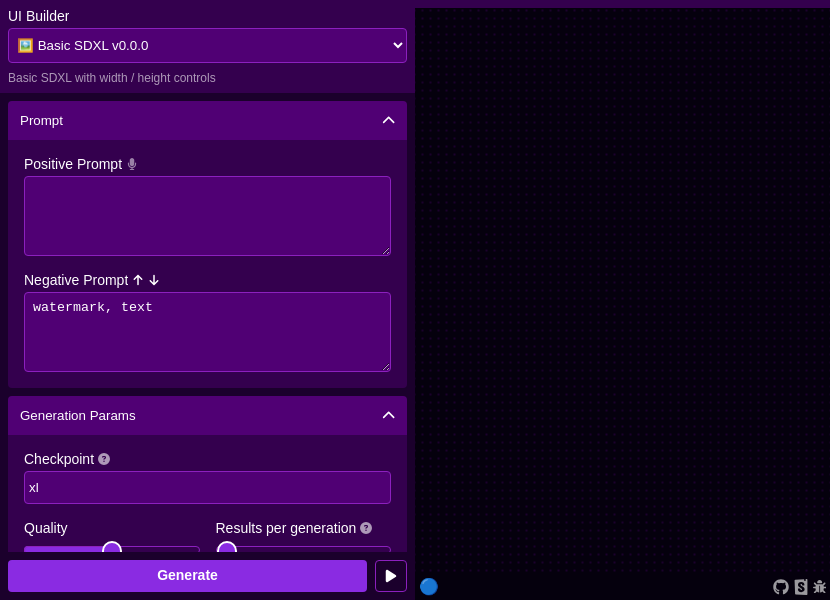 UI Builder
🖼️ Basic SDXL v0.0.0
Basic SDXL with width / height controls
Prompt
Positive Prompt
Negative Prompt
watermark, text
Generation Params
Checkpoint
xl
Quality Results per generation
Generate